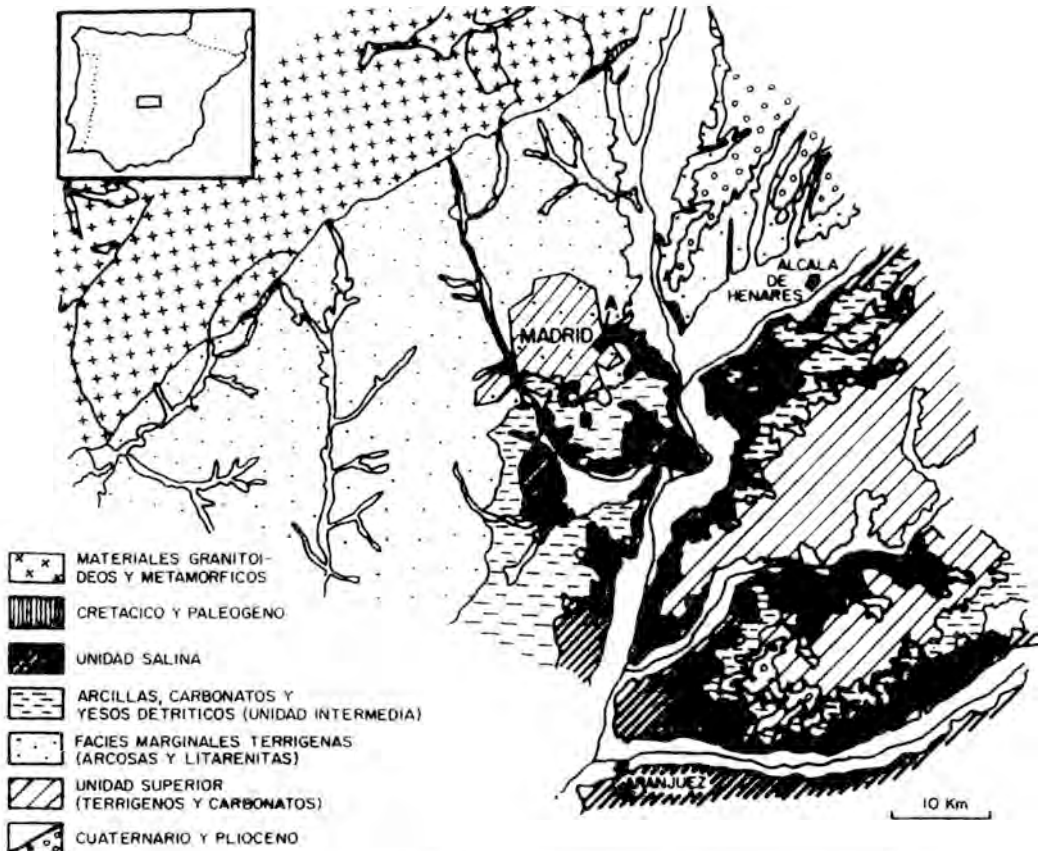 ALCALA
DE
HENARES
A
MADRID
B
MATERIALES GRANITOI-
DEOS Y METAMORFICOS
CRETACICO Y PALEOGENO
UNIDAD SALINA
ARCILLAS, CARBONATOS Y
YESOS DETRITICOS (UNIDAD INTERMEDIA)
FACIES MARGINALES TERRIGENAS
(ARCOSAS Y LITARENITAS)
UNIDAD SUPERIOR
(TERRIGENOS Y CARBONATOS)
CUATERNARIO Y PLIOCENO
ARANJUEZ
10 Km